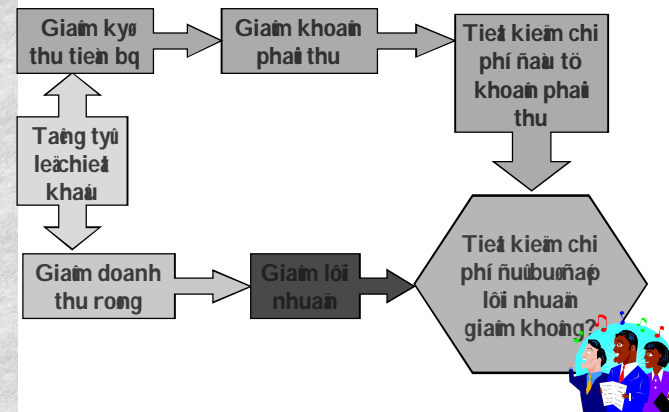 Giaûm kyø
thu tieàn bq
Giaûm khoaûn
phaûi thu
Tieát kieäm chi
phí ñaàu tö
khoaûn phaûi
thu
Taêng tyû
leä chieát
khaáu
Giaûm doanh
thu roøng
Giaûm lôïi
nhuaän
Tieát kieäm chi
phí ñuû buø ñaép
lôïi nhuaän
giaûm khoâng?